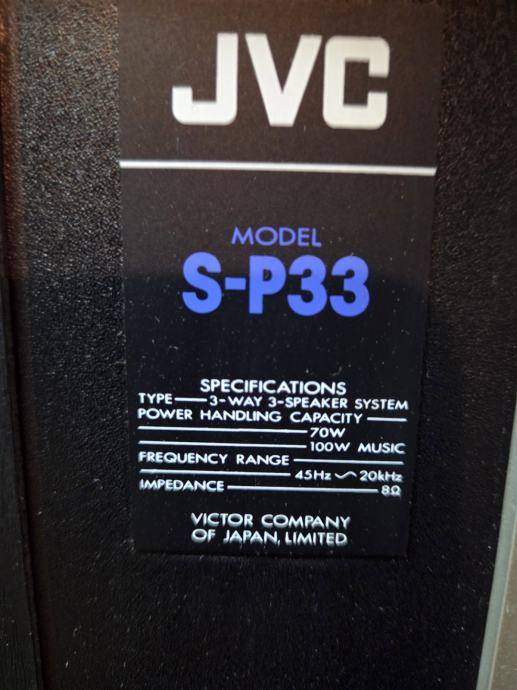 JVC
MODEL
S-P33
SPECIFICATIONS
TYPE 3-WAY 3-SPEAKER SYSTEM
POWER HANDLING CAPACITY
70W
100W MUSIC
FREQUENCY RANGE
45Hz ~ 20kHz
IMPEDANCE 8Ω
VICTOR COMPANY
OF JAPAN, LIMITED